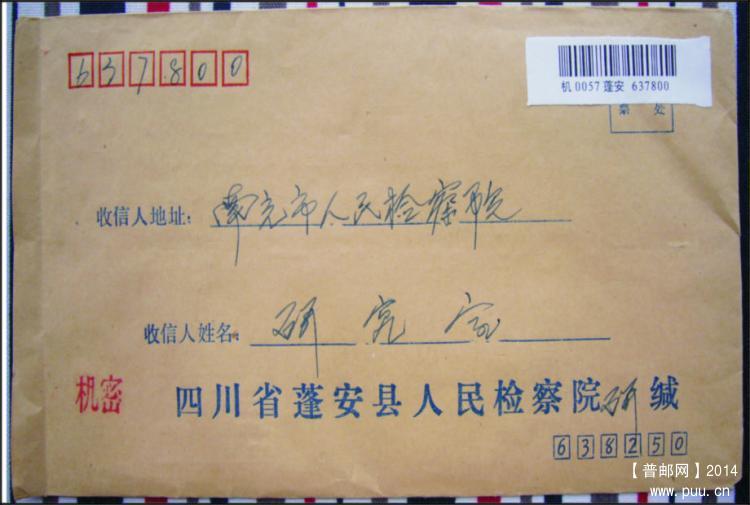 637800
机 0057 蓬安 637800
票 处
收信人地址: 南充市人民检察院
收信人姓名: 研究室
机密 四川省蓬安县人民检察院研缄
638250
【普邮网】2014
www.puu.cn